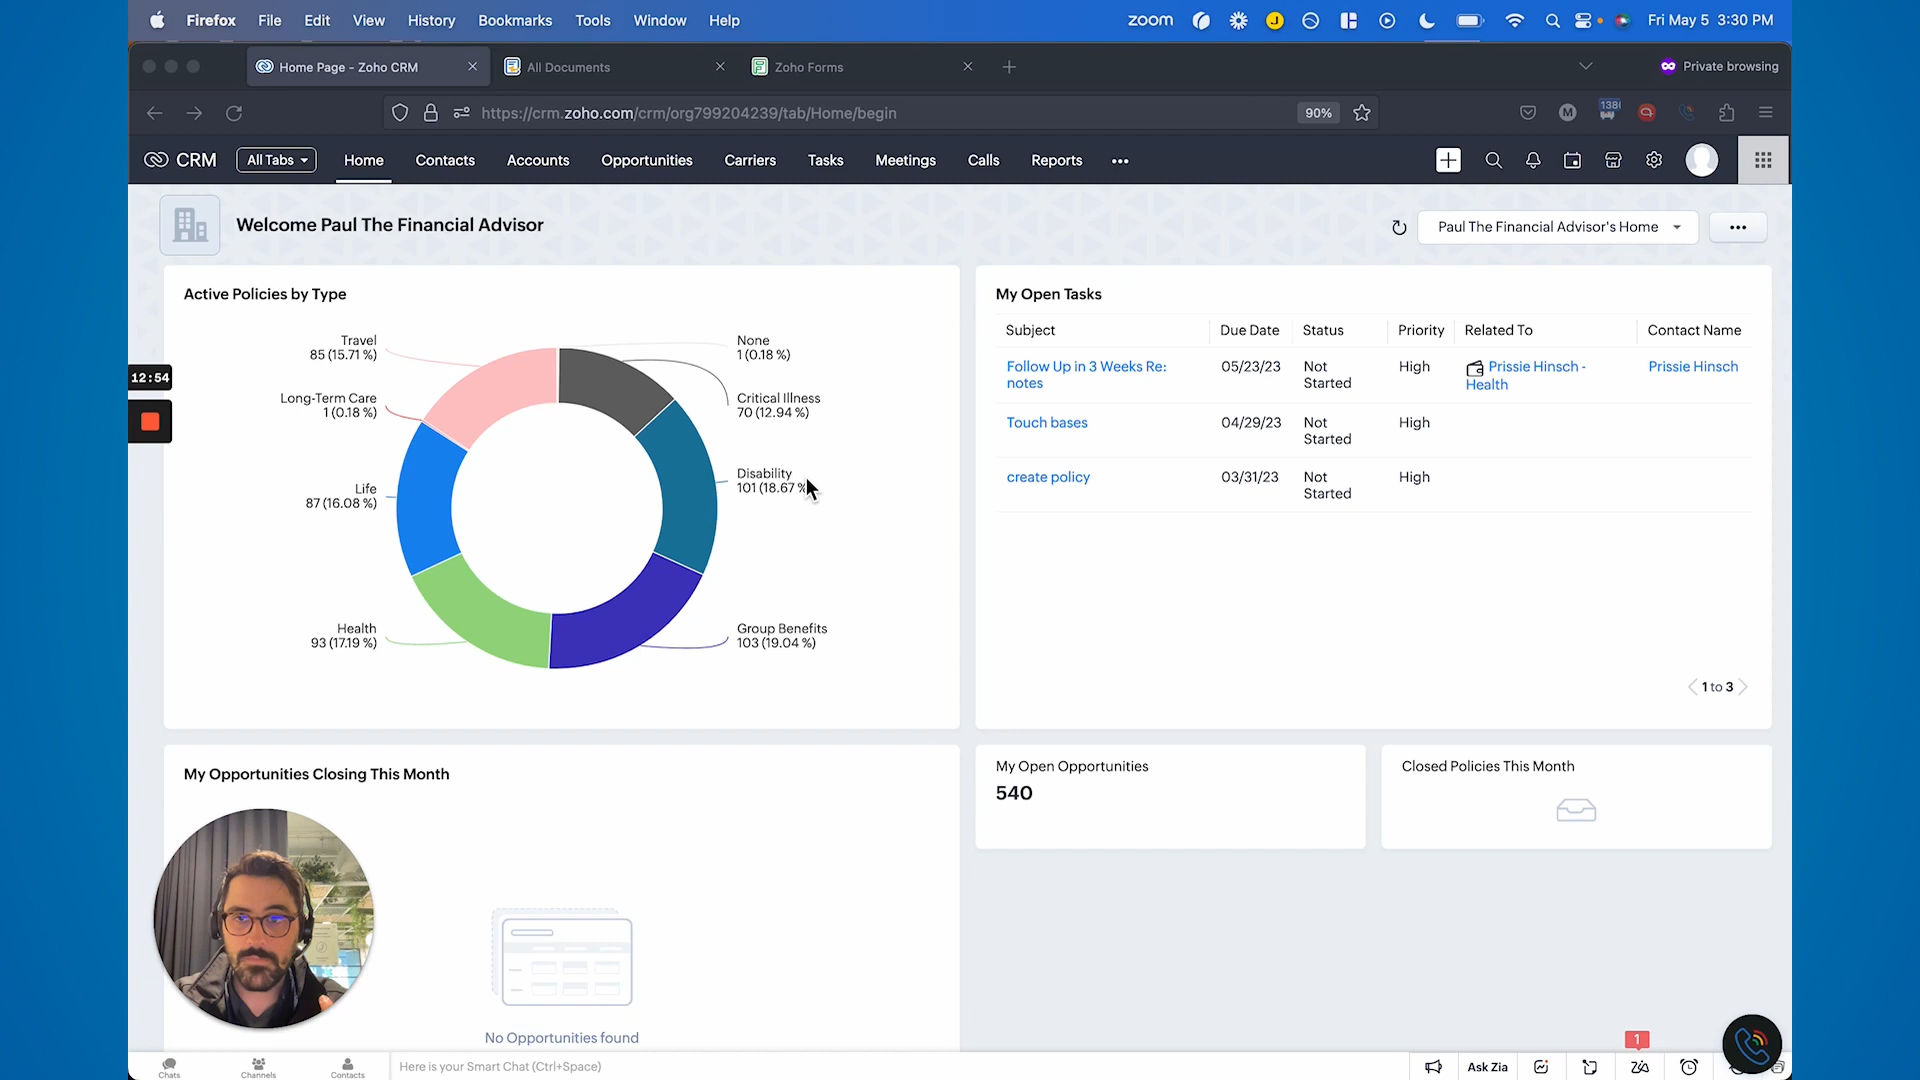 Firefox File Edit View History Bookmarks Tools Window Help
zoom J Fri May 5 3:30 PM
Home Page - Zoho CRM
All Documents
Zoho Forms
Private browsing
https://crm.zoho.com/crm/org799204239/tab/Home/begin
90%
M
CRM
All Tabs
Home Contacts Accounts Opportunities Carriers Tasks Meetings Calls Reports
Welcome Paul The Financial Advisor
Paul The Financial Advisor's Home
12:54
Active Policies by Type
Travel
85 (15.71 %)
None
1 (0.18 %)
Long-Term Care
1 (0.18 %)
Critical Illness
70 (12.94 %)
Life
87 (16.08 %)
Disability
101 (18.67 %
Health
93 (17.19 %)
Group Benefits
103 (19.04 %)
My Open Tasks
Subject Due Date Status Priority Related To Contact Name
Follow Up in 3 Weeks Re: notes 05/23/23 Not Started High Prissie Hinsch - Health Prissie Hinsch
Touch bases 04/29/23 Not Started High
create policy 03/31/23 Not Started High
1 to 3
My Opportunities Closing This Month
No Opportunities found
My Open Opportunities
540
Closed Policies This Month
1
Chats
Channels
Contacts
Here is your Smart Chat (Ctrl+Space)
Ask Zia